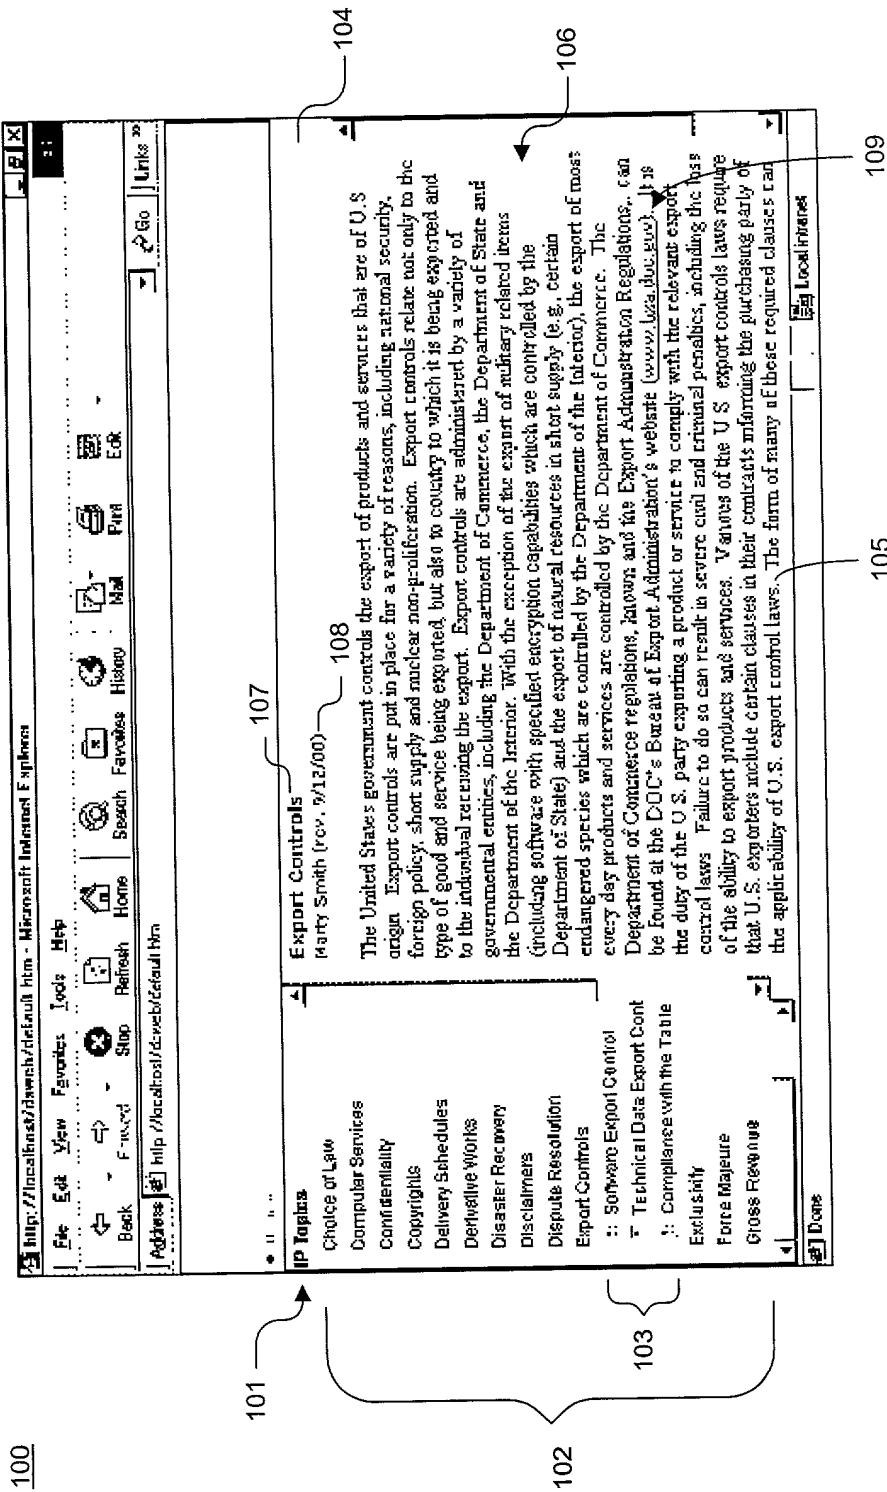 100
http://localhost/daweb/default htm - Microsoft Internet Explorer
File Edit View Favorites Tools Help
Back Forward Stop Refresh Home Search Favorites History Mail Print Edit
Address http //localhost/daweb/default htm
Go Links »
101
102
103
104
105
106
107
108
109
IP Topics
Choice of Law
Computer Services
Confidentiality
Copyrights
Delivery Schedules
Derivative Works
Disaster Recovery
Disclaimers
Dispute Resolution
Export Controls
Software Export Control
Technical Data Export Cont
Compliance with the Table
Exclusivity
Force Majeure
Gross Revenue
Export Controls
Marty Smith (rev. 9/12/00)
The United States government controls the export of products and services that are of U.S
origin Export controls are put in place for a variety of reasons, including national security,
foreign policy, short supply and nuclear non-proliferation. Export controls relate not only to the
type of good and service being exported, but also to country to which it is being exported and
to the individual receiving the export. Export controls are administered by a variety of
governmental entities, including the Department of Commerce, the Department of State and
the Department of the Interior. With the exception of the export of military related items
(including software with specified encryption capabilities which are controlled by the
Department of State) and the export of natural resources in short supply (e.g., certain
endangered species which are controlled by the Department of the Interior), the export of most
every day products and services are controlled by the Department of Commerce. The
Department of Commerce regulations, known and the Export Administration Regulations,, can
be found at the DOC's Bureau of Export Administration's website (www.bxa.doc.gov). It is
the duty of the U S. party exporting a product or service to comply with the relevant export
control laws Failure to do so can result in severe civil and criminal penalties, including the loss
of the ability to export products and services. Various of the U S export controls laws require
that U.S. exporters include certain clauses in their contracts informing the purchasing party of
the applicability of U.S. export control laws. The form of many of these required clauses can
Done
Local intranet